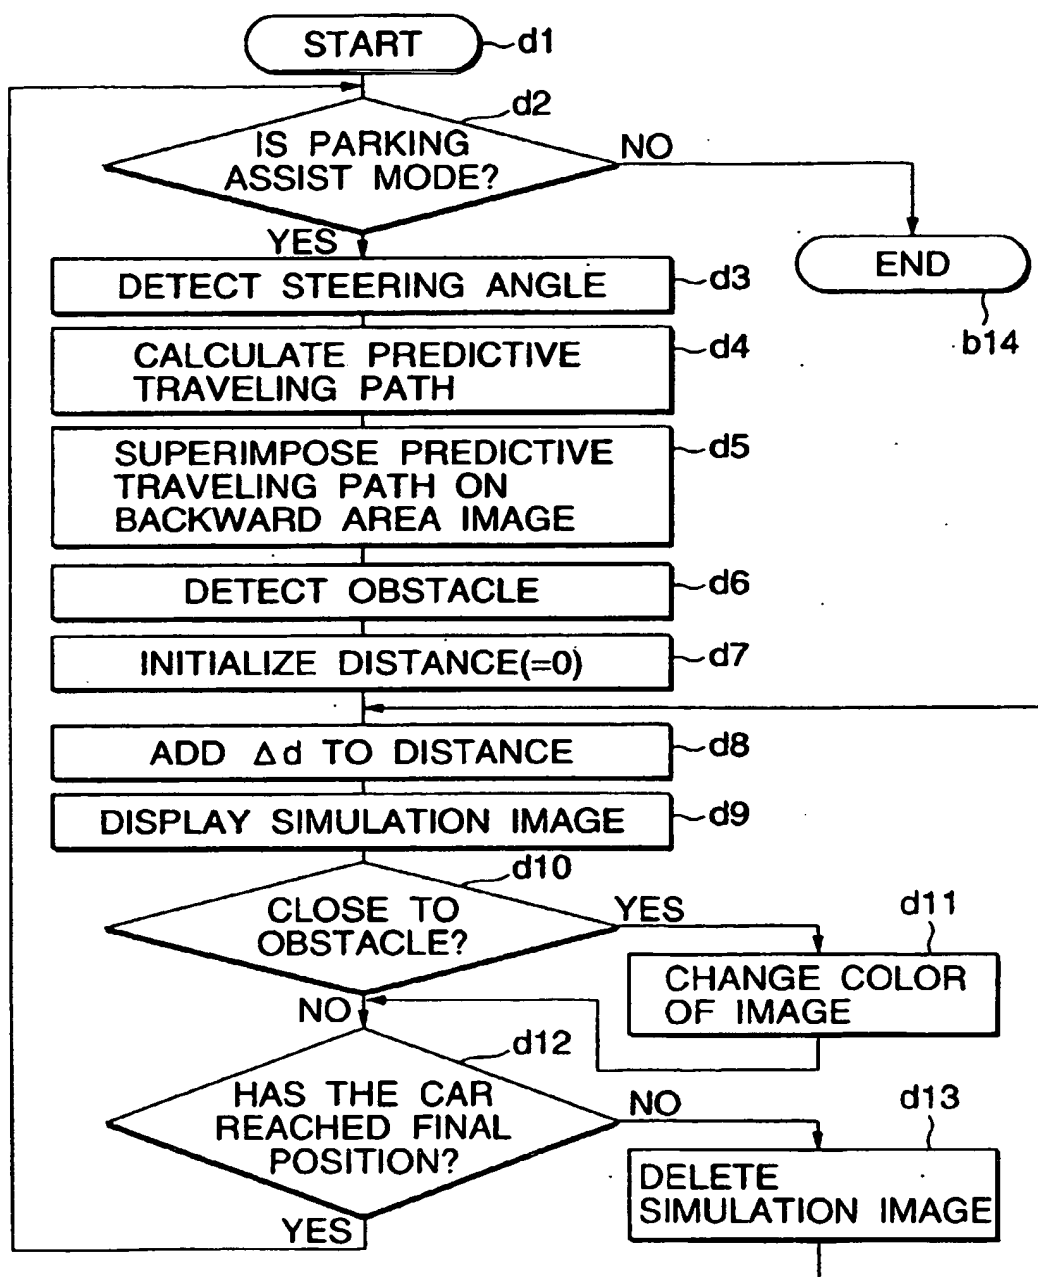 START
d1
d2
IS PARKING
ASSIST MODE?
NO
YES
END
b14
DETECT STEERING ANGLE
d3
CALCULATE PREDICTIVE
TRAVELING PATH
d4
SUPERIMPOSE PREDICTIVE
TRAVELING PATH ON
BACKWARD AREA IMAGE
d5
DETECT OBSTACLE
d6
INITIALIZE DISTANCE(=0)
d7
ADD Δd TO DISTANCE
d8
DISPLAY SIMULATION IMAGE
d9
d10
CLOSE TO
OBSTACLE?
YES
d11
CHANGE COLOR
OF IMAGE
NO
d12
HAS THE CAR
REACHED FINAL
POSITION?
NO
d13
DELETE
SIMULATION IMAGE
YES